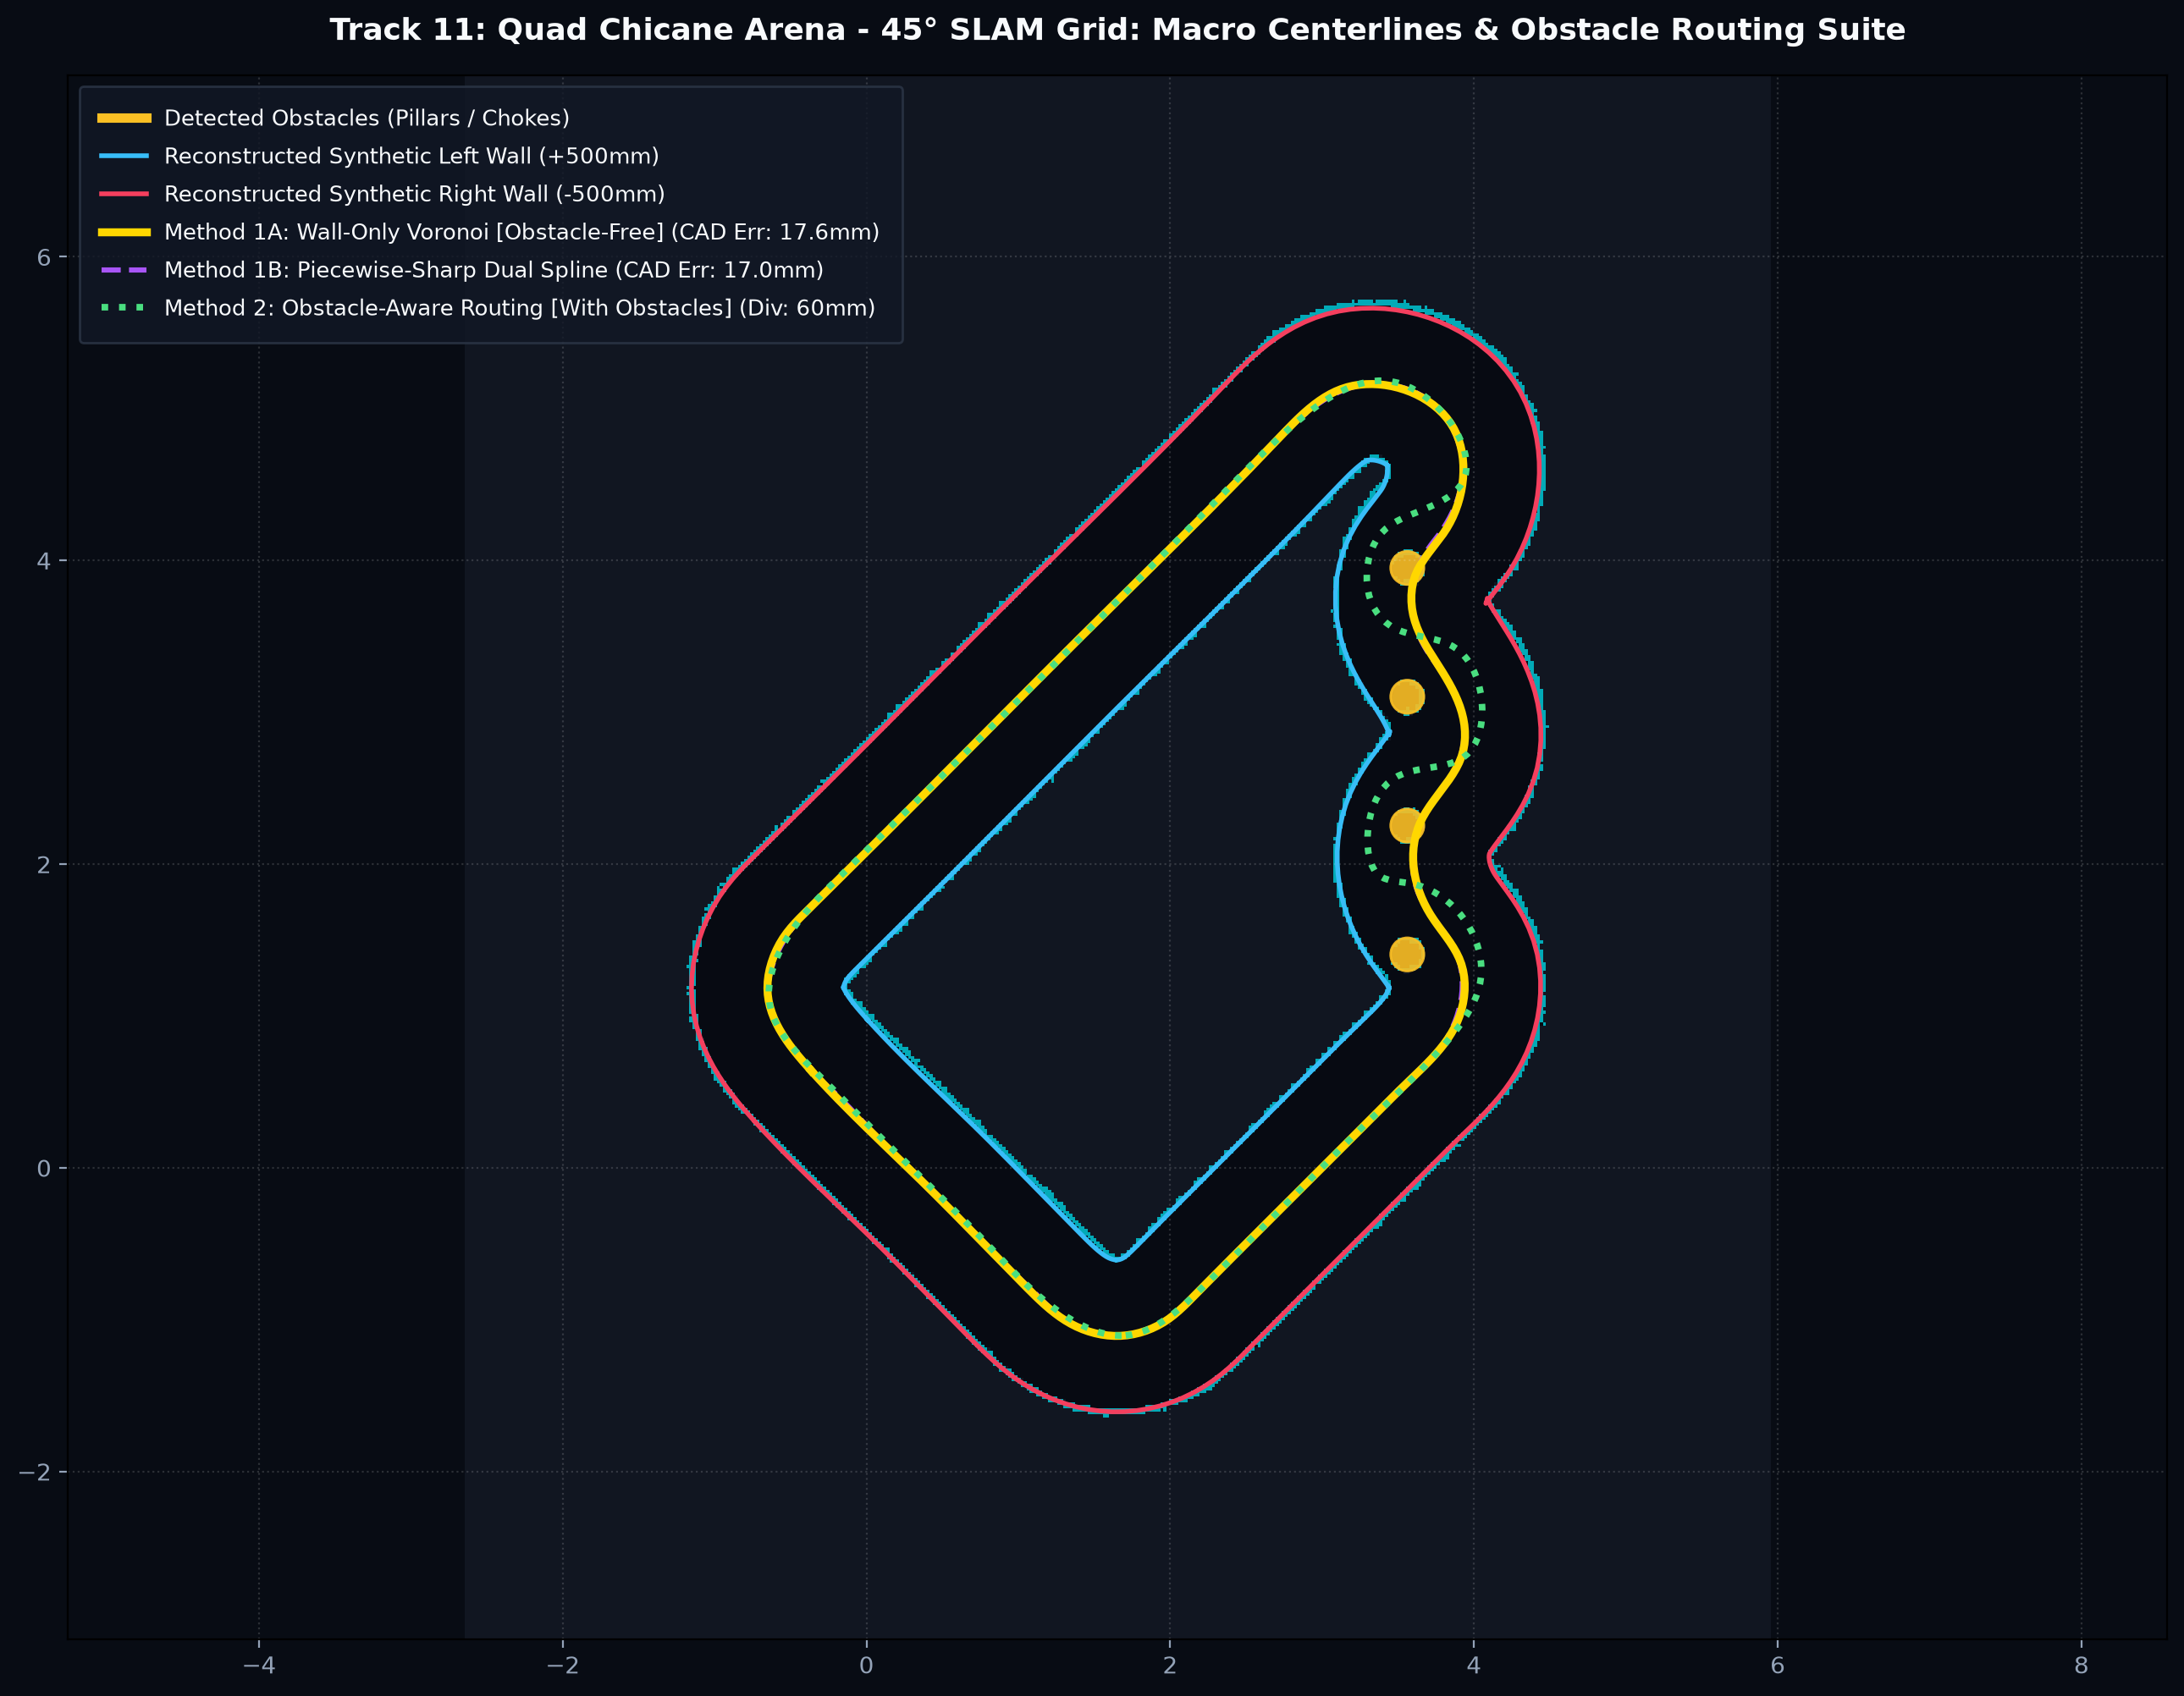 Track 11: Quad Chicane Arena - 45° SLAM Grid: Macro Centerlines & Obstacle Routing Suite
Detected Obstacles (Pillars / Chokes)
Reconstructed Synthetic Left Wall (+500mm)
Reconstructed Synthetic Right Wall (-500mm)
Method 1A: Wall-Only Voronoi [Obstacle-Free] (CAD Err: 17.6mm)
Method 1B: Piecewise-Sharp Dual Spline (CAD Err: 17.0mm)
Method 2: Obstacle-Aware Routing [With Obstacles] (Div: 60mm)
6
4
2
0
−2
−4 −2 0 2 4 6 8